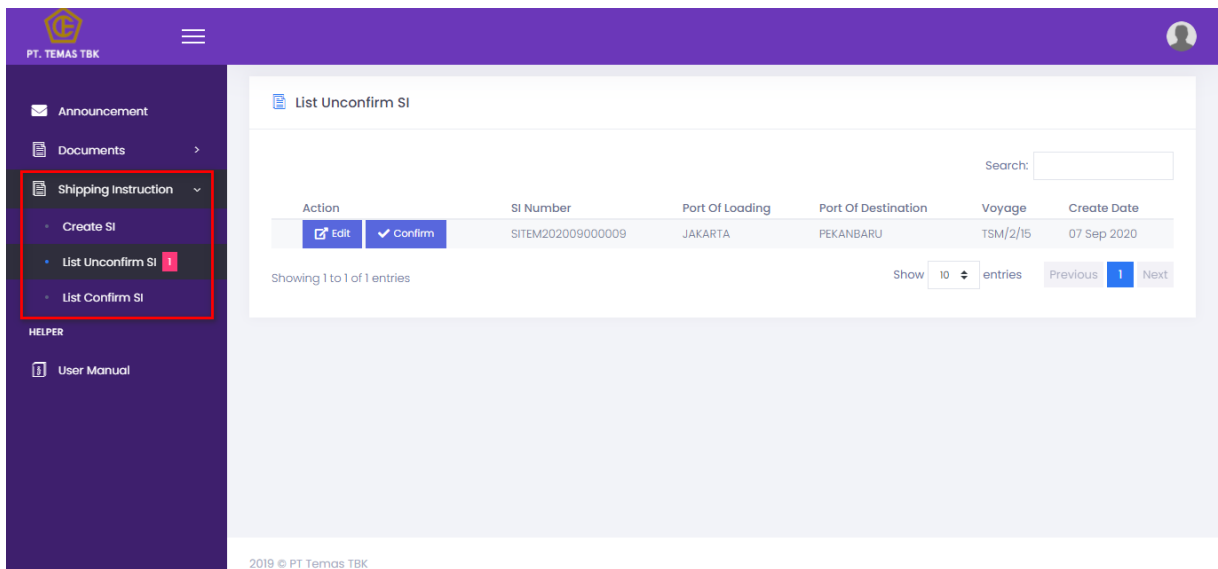 PT. TEMAS TBK
Announcement
Documents
Shipping Instruction
Create SI
List Unconfirm SI 1
List Confirm SI
HELPER
User Manual
List Unconfirm SI
Search:
Action SI Number Port Of Loading Port Of Destination Voyage Create Date
Edit Confirm SITEM202009000009 JAKARTA PEKANBARU TSM/2/15 07 Sep 2020
Showing 1 to 1 of 1 entries Show 10 entries Previous 1 Next
2019 © PT Temas TBK